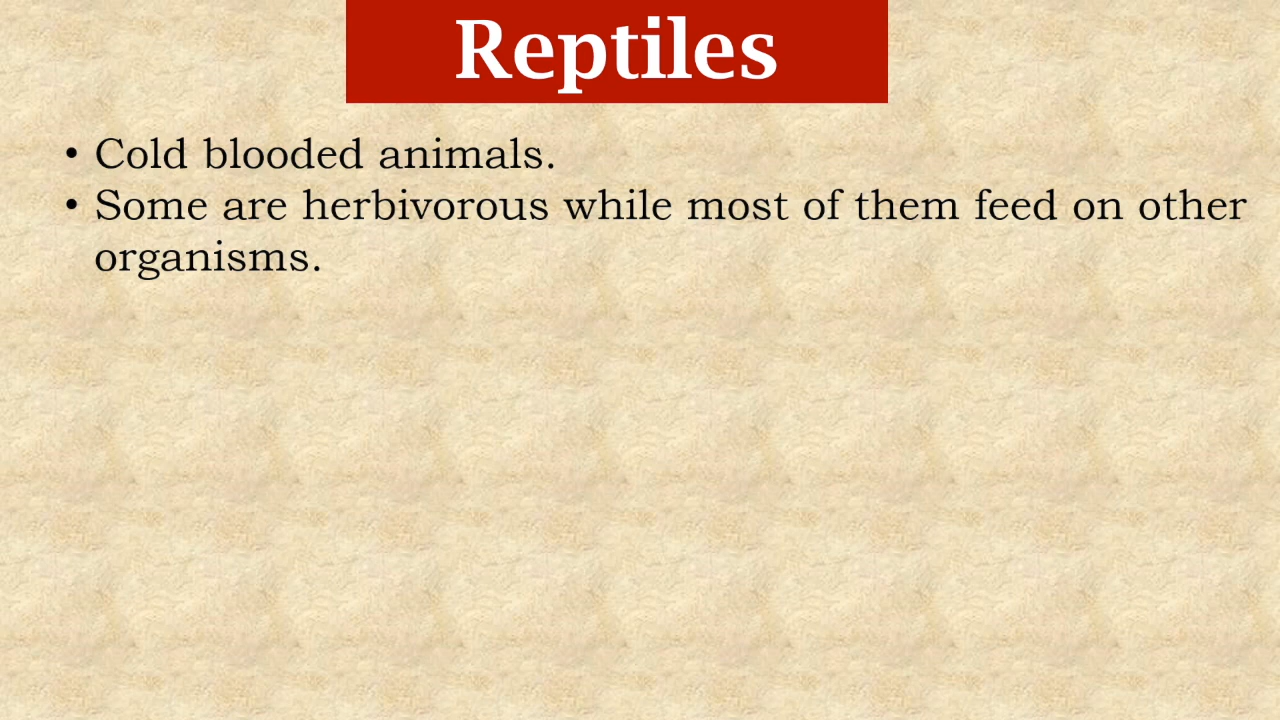 Reptiles
• Cold blooded animals.
• Some are herbivorous while most of them feed on other
organisms.